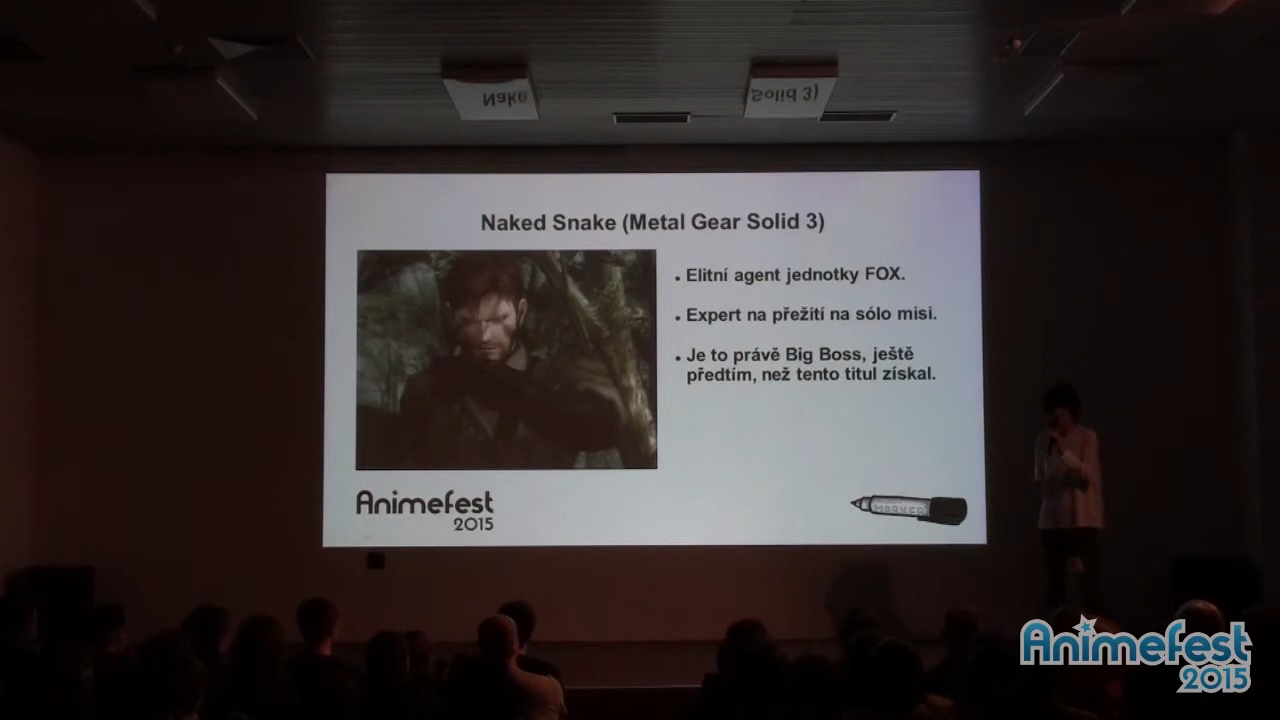 Nake
Solid 3)
Naked Snake (Metal Gear Solid 3)
• Elitní agent jednotky FOX.
• Expert na přežití na sólo misi.
• Je to právě Big Boss, ještě
předtím, než tento titul získal.
Animefest
2015
MARKER
Animefest
2015